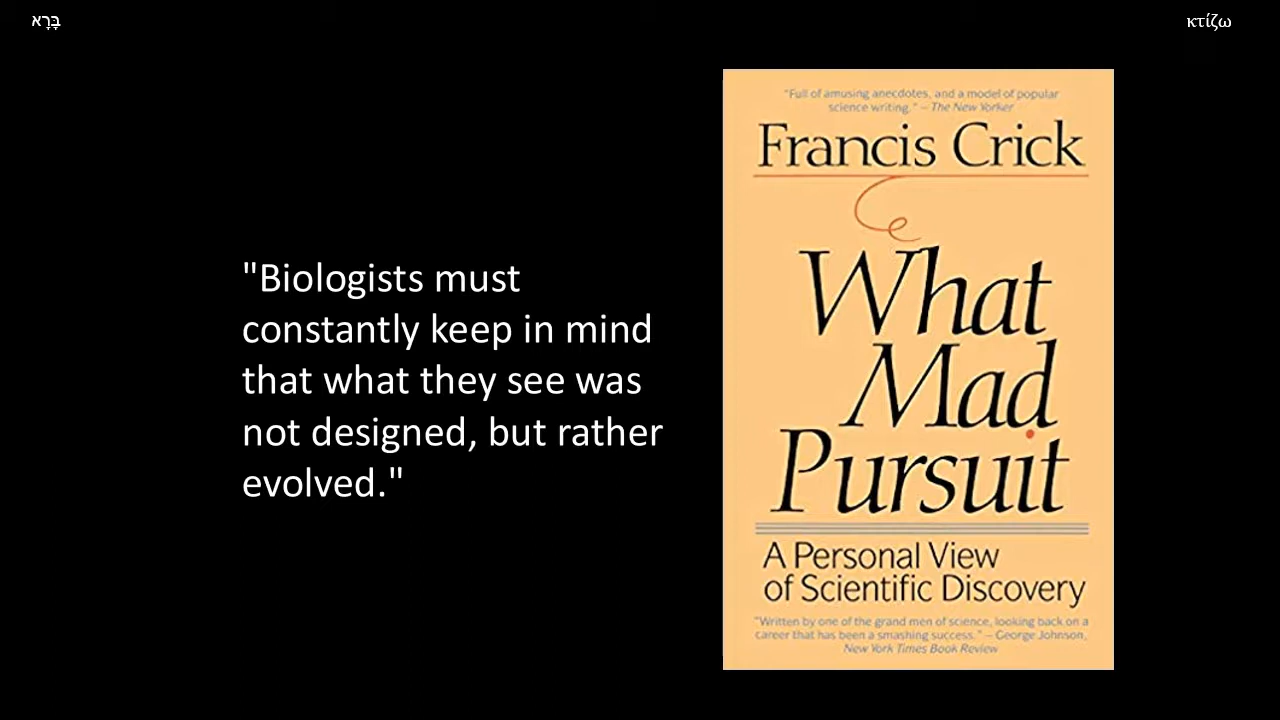 בָּרָא
κτίζω
"Biologists must
constantly keep in mind
that what they see was
not designed, but rather
evolved."
"Full of amusing anecdotes, and a model of popular
science writing." – The New Yorker
Francis Crick
What
Mad
Pursuit
A Personal View
of Scientific Discovery
"Written by one of the grand men of science, looking back on a
career that has been a smashing success." – George Johnson,
New York Times Book Review